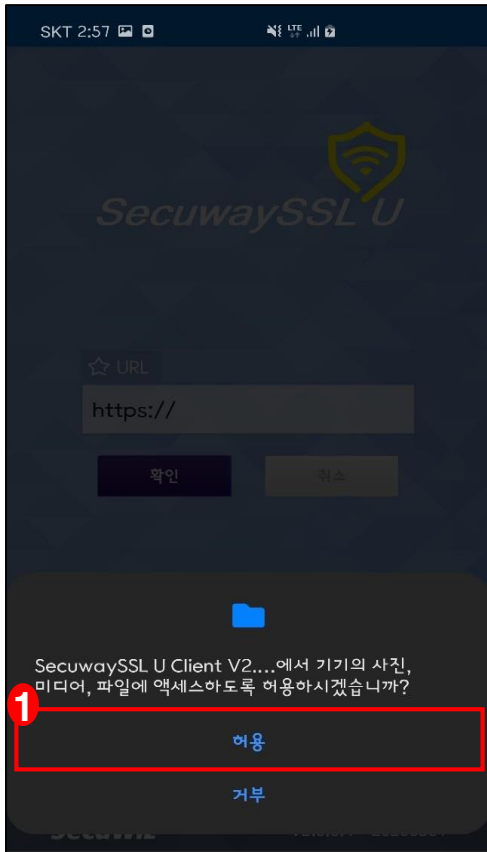 SKT 2:57
LTE
SecuwaySSL U
☆ URL
https://
확인 취소
SecuwaySSL U Client V2....에서 기기의 사진,
미디어, 파일에 액세스하도록 허용하시겠습니까?
1
허용
거부